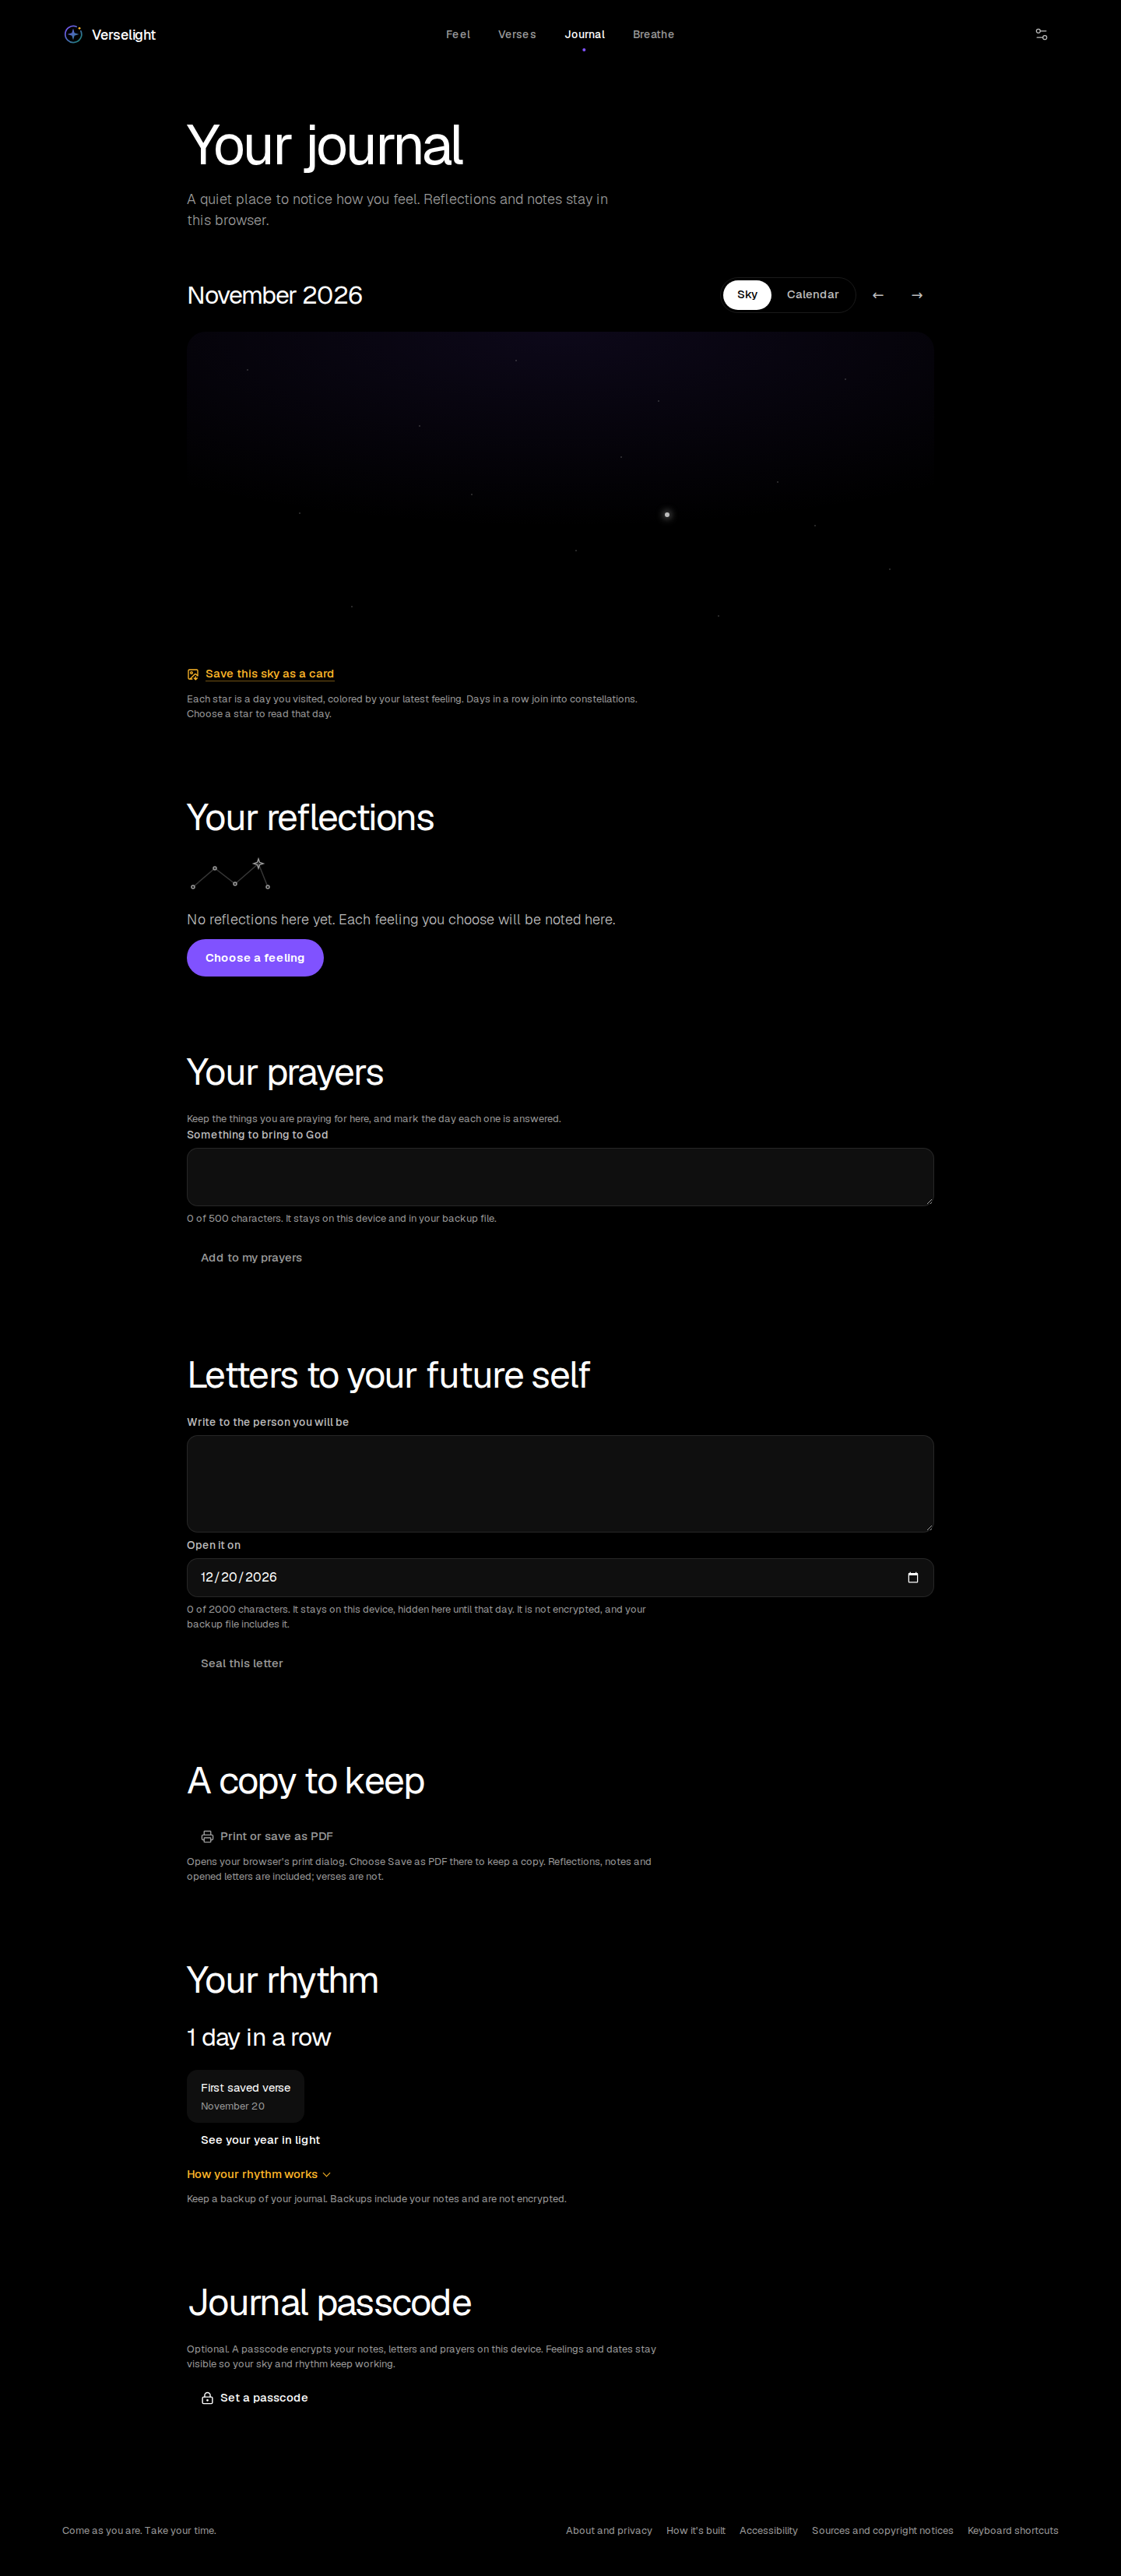 Verselight
Feel
Verses
Journal
Breathe
Your journal
A quiet place to notice how you feel. Reflections and notes stay in
this browser.
November 2026
Sky
Calendar
←
→
Save this sky as a card
Each star is a day you visited, colored by your latest feeling. Days in a row join into constellations.
Choose a star to read that day.
Your reflections
No reflections here yet. Each feeling you choose will be noted here.
Choose a feeling
Your prayers
Keep the things you are praying for here, and mark the day each one is answered.
Something to bring to God
0 of 500 characters. It stays on this device and in your backup file.
Add to my prayers
Letters to your future self
Write to the person you will be
Open it on
12/20/2026
0 of 2000 characters. It stays on this device, hidden here until that day. It is not encrypted, and your
backup file includes it.
Seal this letter
A copy to keep
Print or save as PDF
Opens your browser's print dialog. Choose Save as PDF there to keep a copy. Reflections, notes and
opened letters are included; verses are not.
Your rhythm
1 day in a row
First saved verse
November 20
See your year in light
How your rhythm works
Keep a backup of your journal. Backups include your notes and are not encrypted.
Journal passcode
Optional. A passcode encrypts your notes, letters and prayers on this device. Feelings and dates stay
visible so your sky and rhythm keep working.
Set a passcode
Come as you are. Take your time.
About and privacy
How it's built
Accessibility
Sources and copyright notices
Keyboard shortcuts